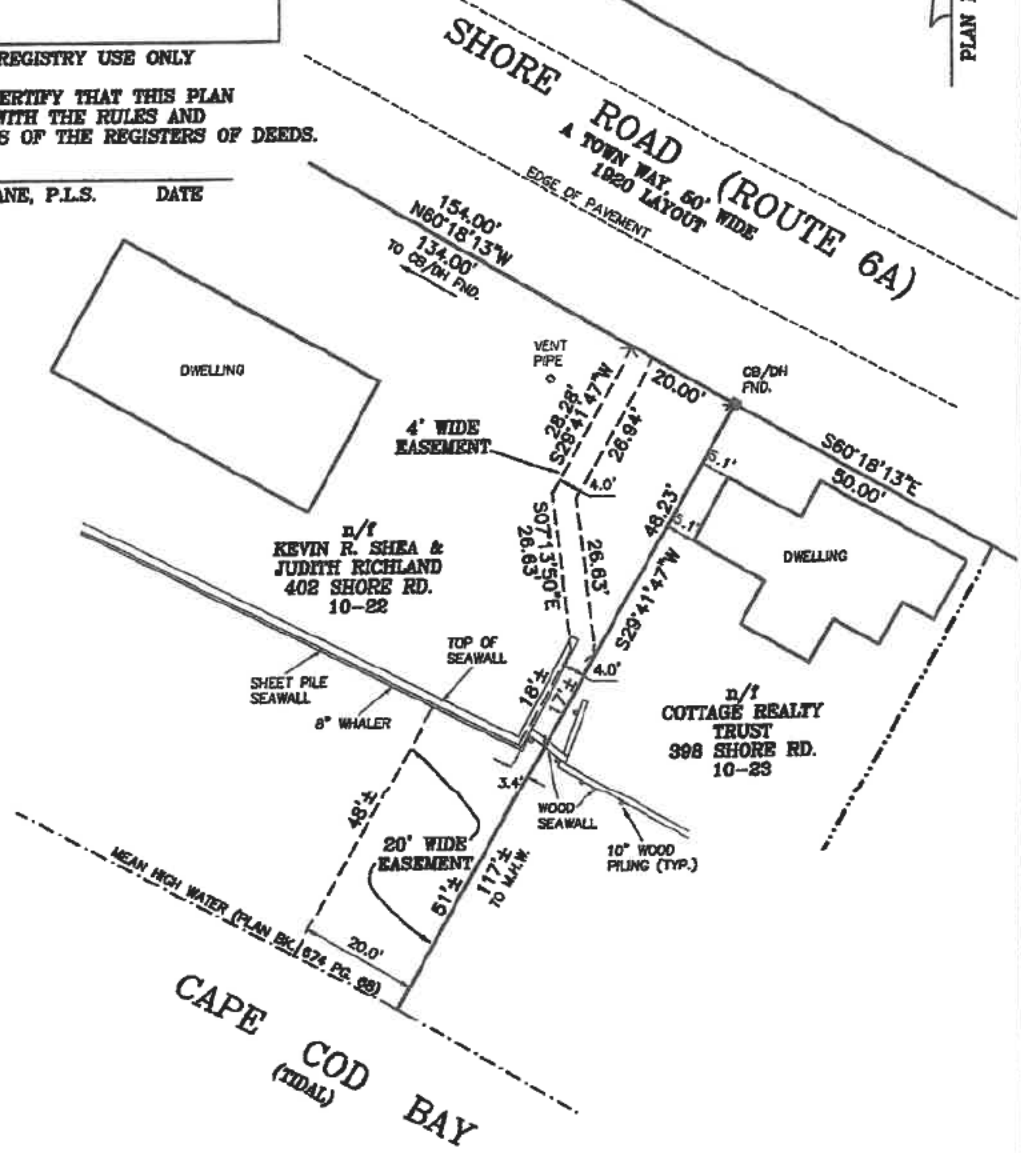 REGISTRY USE ONLY
ERTIFY THAT THIS PLAN
WITH THE RULES AND
S OF THE REGISTERS OF DEEDS.
ANE, P.L.S. DATE
PLAN
SHORE ROAD (ROUTE 6A)
A TOWN WAY, 50' WIDE
1920 LAYOUT
EDGE OF PAVEMENT
154.00'
N60°18'13"W
134.00'
TO CB/DH FND.
DWELLING
VENT
PIPE
28.28'
S29°41'47"W
26.94'
20.00'
CB/DH
FND.
S60°18'13"E
50.00'
4' WIDE
EASEMENT
4.0'
5.1'
5.1'
48.23'
S29°41'47"W
DWELLING
S07°13'50"E
26.63'
26.63'
n/f
KEVIN R. SHEA &
JUDITH RICHLAND
402 SHORE RD.
10-22
TOP OF
SEAWALL
SHEET PILE
SEAWALL
8" WHALER
18'±
17'±
4.0'
n/f
COTTAGE REALTY
TRUST
398 SHORE RD.
10-23
3.4'
WOOD
SEAWALL
10" WOOD
PILING (TYP.)
48'±
20' WIDE
EASEMENT
51'±
117'±
TO M.H.W.
20.0'
MEAN HIGH WATER (PLAN BK. 674 PG. 68)
CAPE COD BAY
(TIDAL)